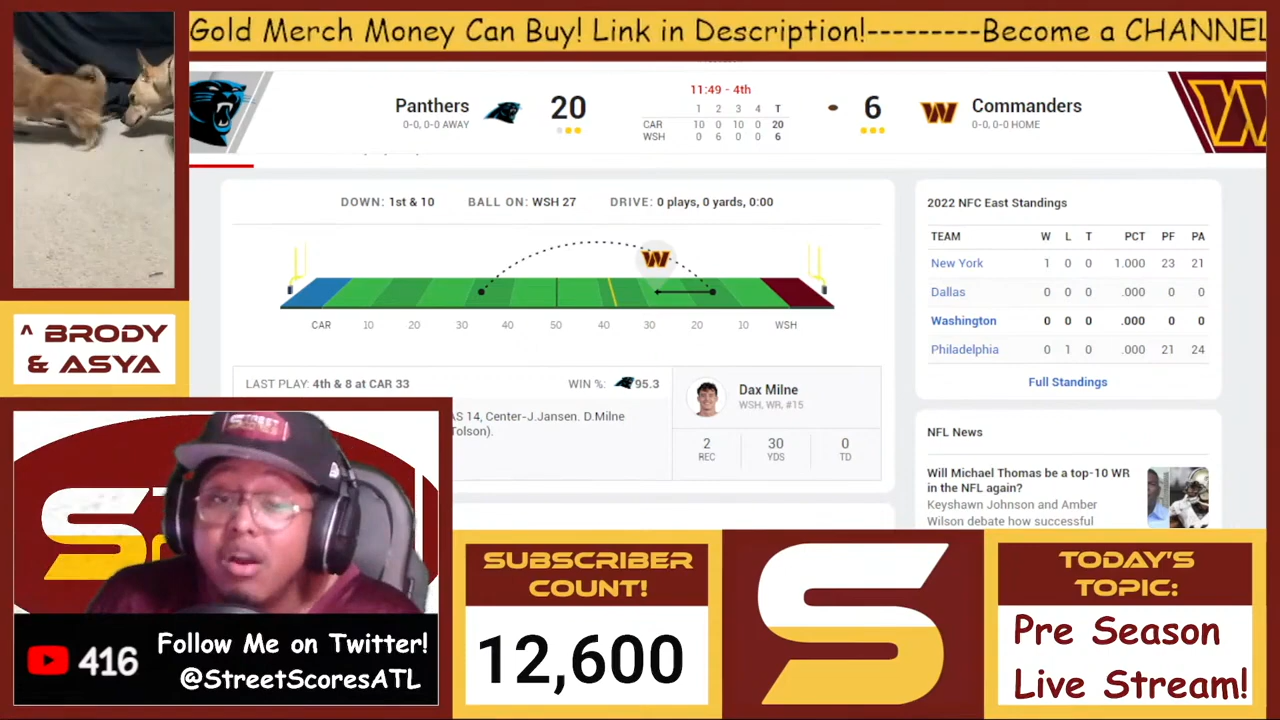 Gold Merch Money Can Buy! Link in Description!---------Become a CHANNEL
Panthers
0-0, 0-0 AWAY
20
11:49 - 4th
1 2 3 4 T
CAR 10 0 10 0 20
WSH 0 6 0 0 6
6
Commanders
0-0, 0-0 HOME
DOWN: 1st & 10 BALL ON: WSH 27 DRIVE: 0 plays, 0 yards, 0:00
CAR 10 20 30 40 50 40 30 20 10 WSH
LAST PLAY: 4th & 8 at CAR 33
WIN %: 95.3
AS 14, Center-J.Jansen. D.Milne
Tolson).
Dax Milne
WSH, WR, #15
2 30 0
REC YDS TD
2022 NFC East Standings
TEAM W L T PCT PF PA
New York 1 0 0 1.000 23 21
Dallas 0 0 0 .000 0 0
Washington 0 0 0 .000 0 0
Philadelphia 0 1 0 .000 21 24
Full Standings
NFL News
Will Michael Thomas be a top-10 WR
in the NFL again?
Keyshawn Johnson and Amber
Wilson debate how successful
^ BRODY
& ASYA
416
Follow Me on Twitter!
@StreetScoresATL
SUBSCRIBER
COUNT!
12,600
TODAY'S
TOPIC:
Pre Season
Live Stream!